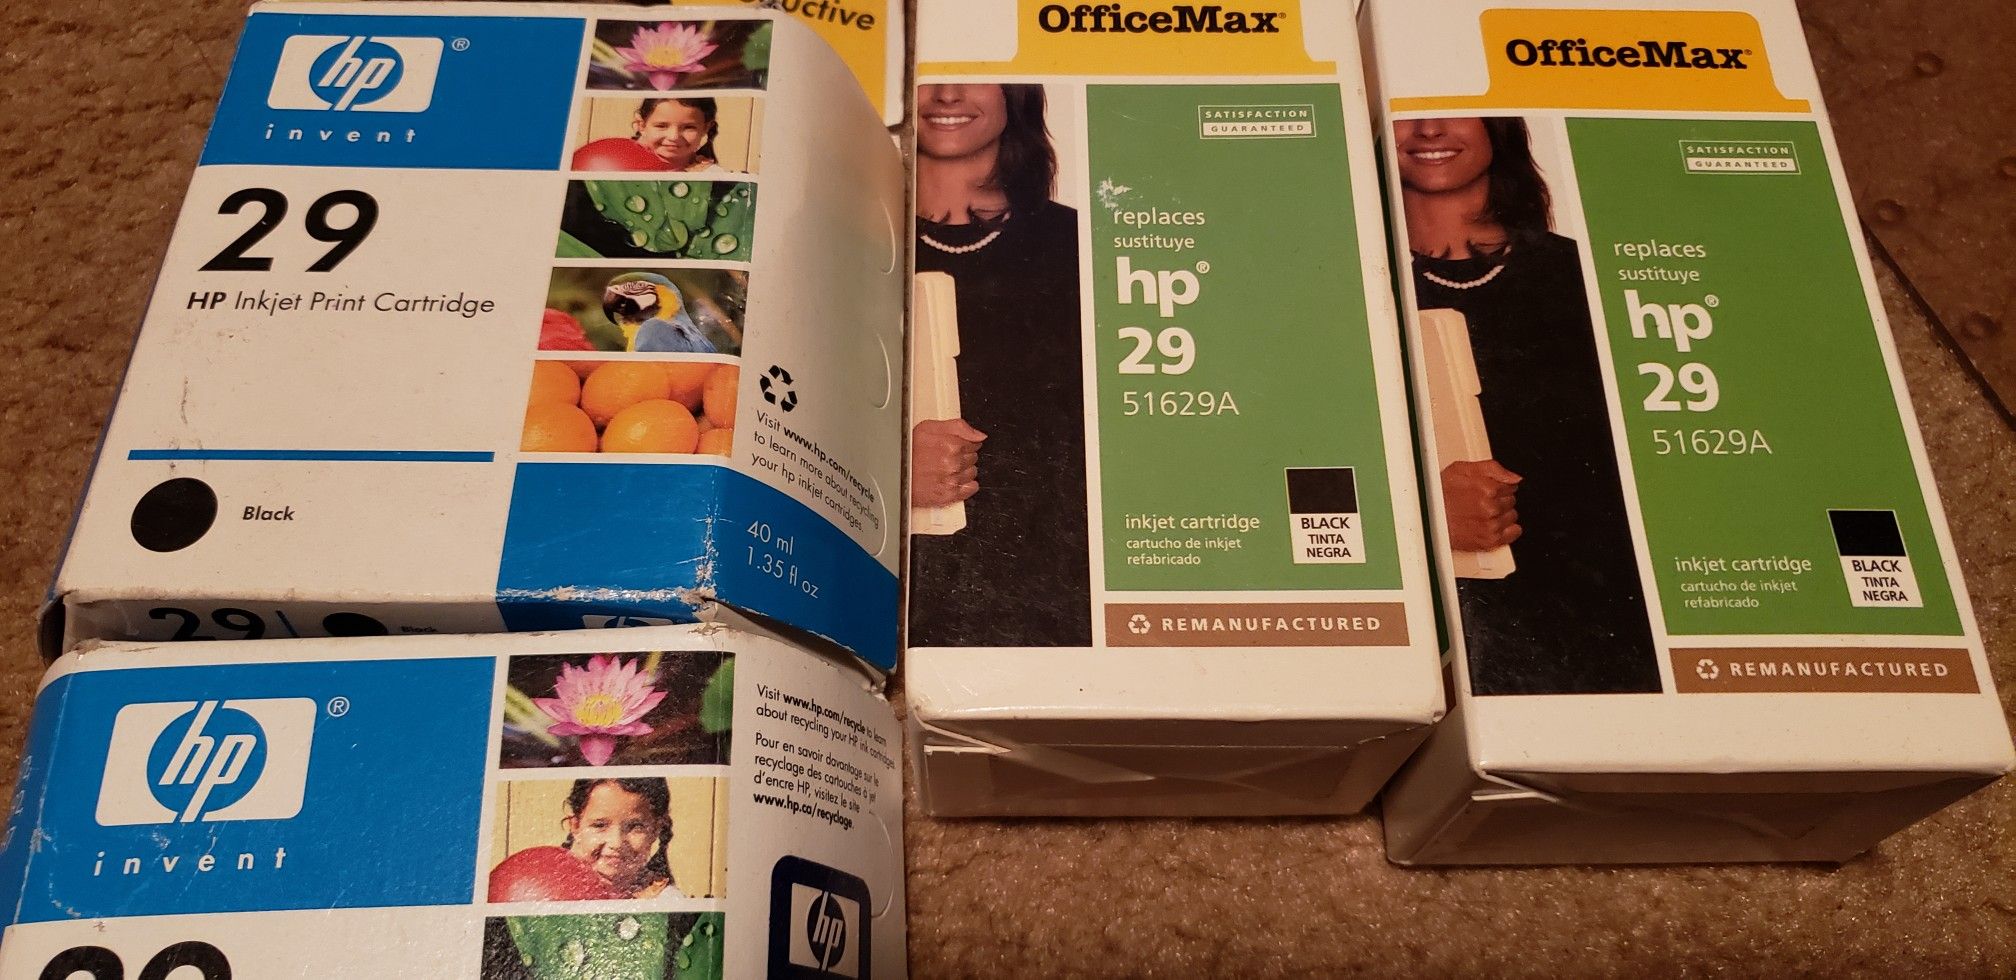 hp®
invent
29
HP Inkjet Print Cartridge
Black
Visit www.hp.com/recycle
to learn more about recycling
your hp inkjet cartridges.
40 ml
1.35 fl oz
29
Black
hp
hp®
invent
29
Visit www.hp.com/recycle to learn
about recycling your HP ink cartridges.
Pour en savoir davantage sur le
recyclage des cartouches à jet
d'encre HP, visitez le site
www.hp.ca/recyclage.
hp
OfficeMax®
SATISFACTION
GUARANTEED
replaces
sustituye
hp®
29
51629A
inkjet cartridge
cartucho de inkjet
refabricado
BLACK
TINTA
NEGRA
REMANUFACTURED
OfficeMax®
SATISFACTION
GUARANTEED
replaces
sustituye
hp®
29
51629A
inkjet cartridge
cartucho de inkjet
refabricado
BLACK
TINTA
NEGRA
REMANUFACTURED